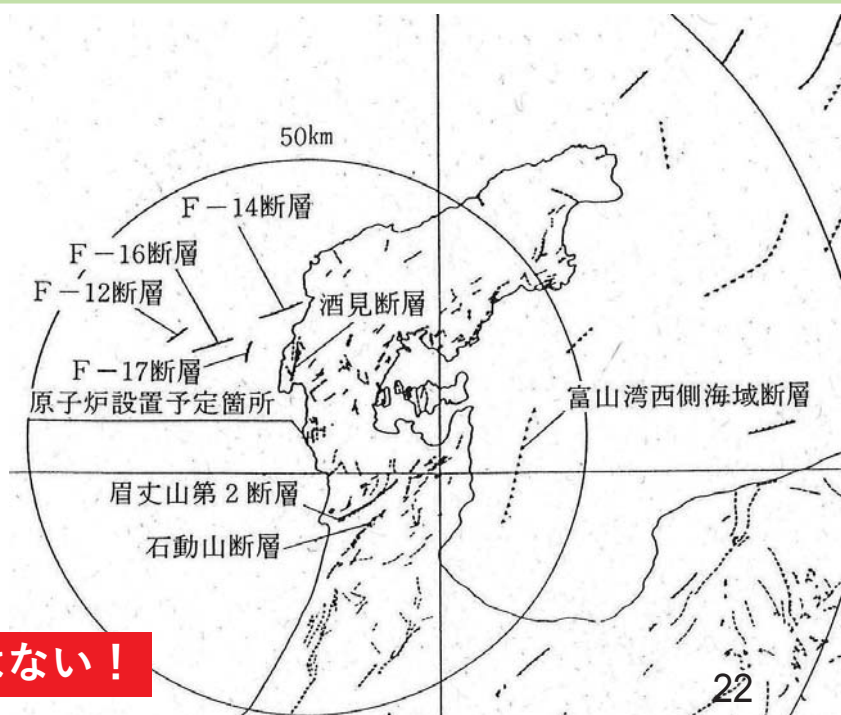 50km
F－14断層
F－16断層
F－12断層
酒見断層
F－17断層
原子炉設置予定箇所
富山湾西側海域断層
眉丈山第２断層
石動山断層
はない！
22